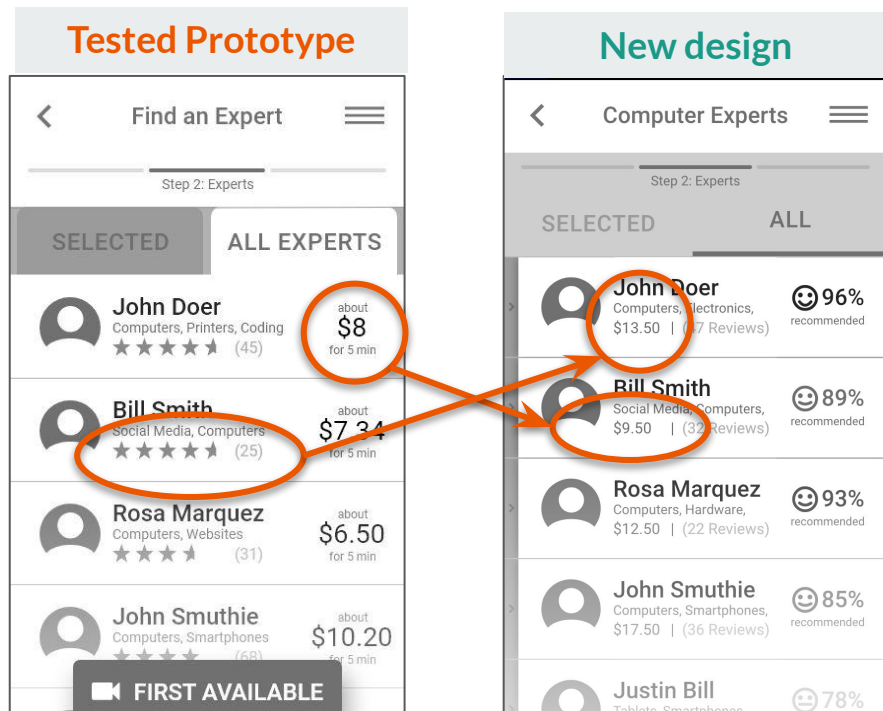 Tested Prototype
Find an Expert
Step 2: Experts
SELECTED
ALL EXPERTS
John Doer
Computers, Printers, Coding
(45)
about
$8
for 5 min
Bill Smith
Social Media, Computers
(25)
about
$7.34
for 5 min
Rosa Marquez
Computers, Websites
(31)
about
$6.50
for 5 min
John Smuthie
Computers, Smartphones
(68)
about
$10.20
for 5 min
FIRST AVAILABLE
New design
Computer Experts
Step 2: Experts
SELECTED
ALL
John Doer
Computers, Electronics,
$13.50 | (47 Reviews)
96%
recommended
Bill Smith
Social Media, Computers,
$9.50 | (32 Reviews)
89%
recommended
Rosa Marquez
Computers, Hardware,
$12.50 | (22 Reviews)
93%
recommended
John Smuthie
Computers, Smartphones,
$17.50 | (36 Reviews)
85%
recommended
Justin Bill
Tablets, Smartphones
78%